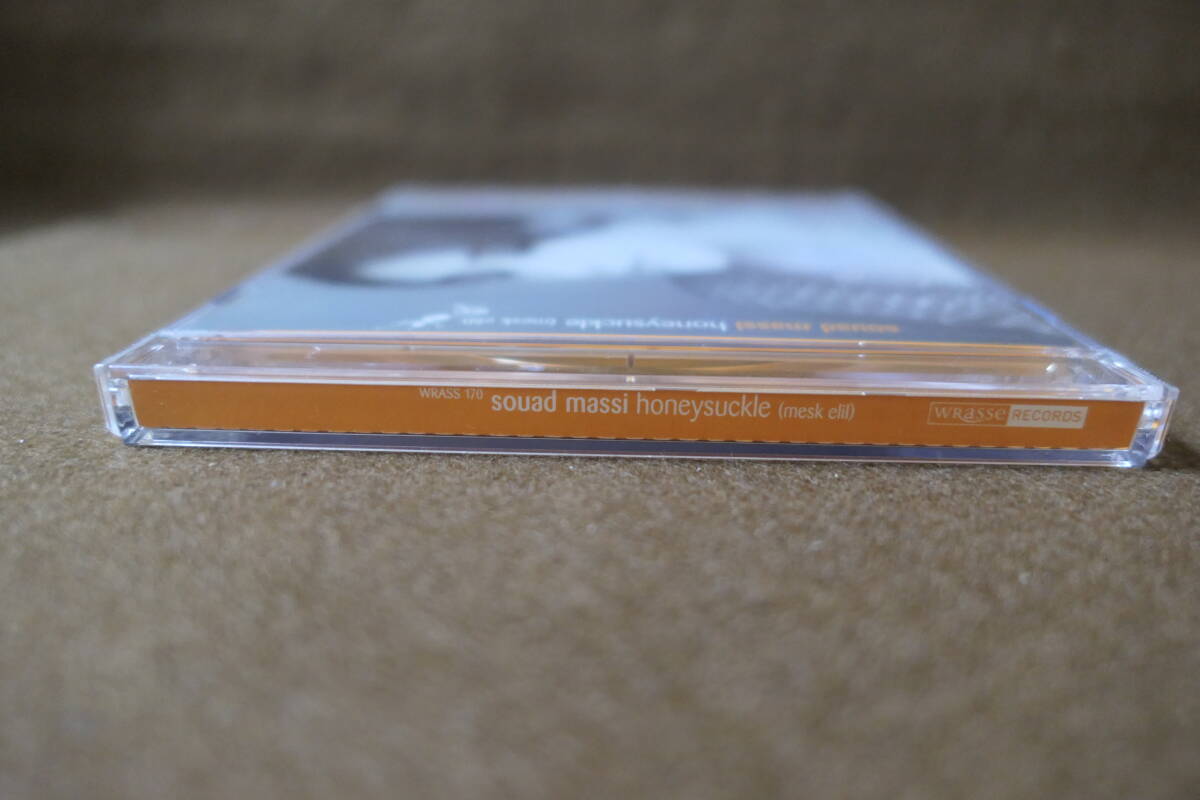 souad massi honeysuckle (mesk elil)
WRASS 170 souad massi honeysuckle (mesk elil) wrasse RECORDS